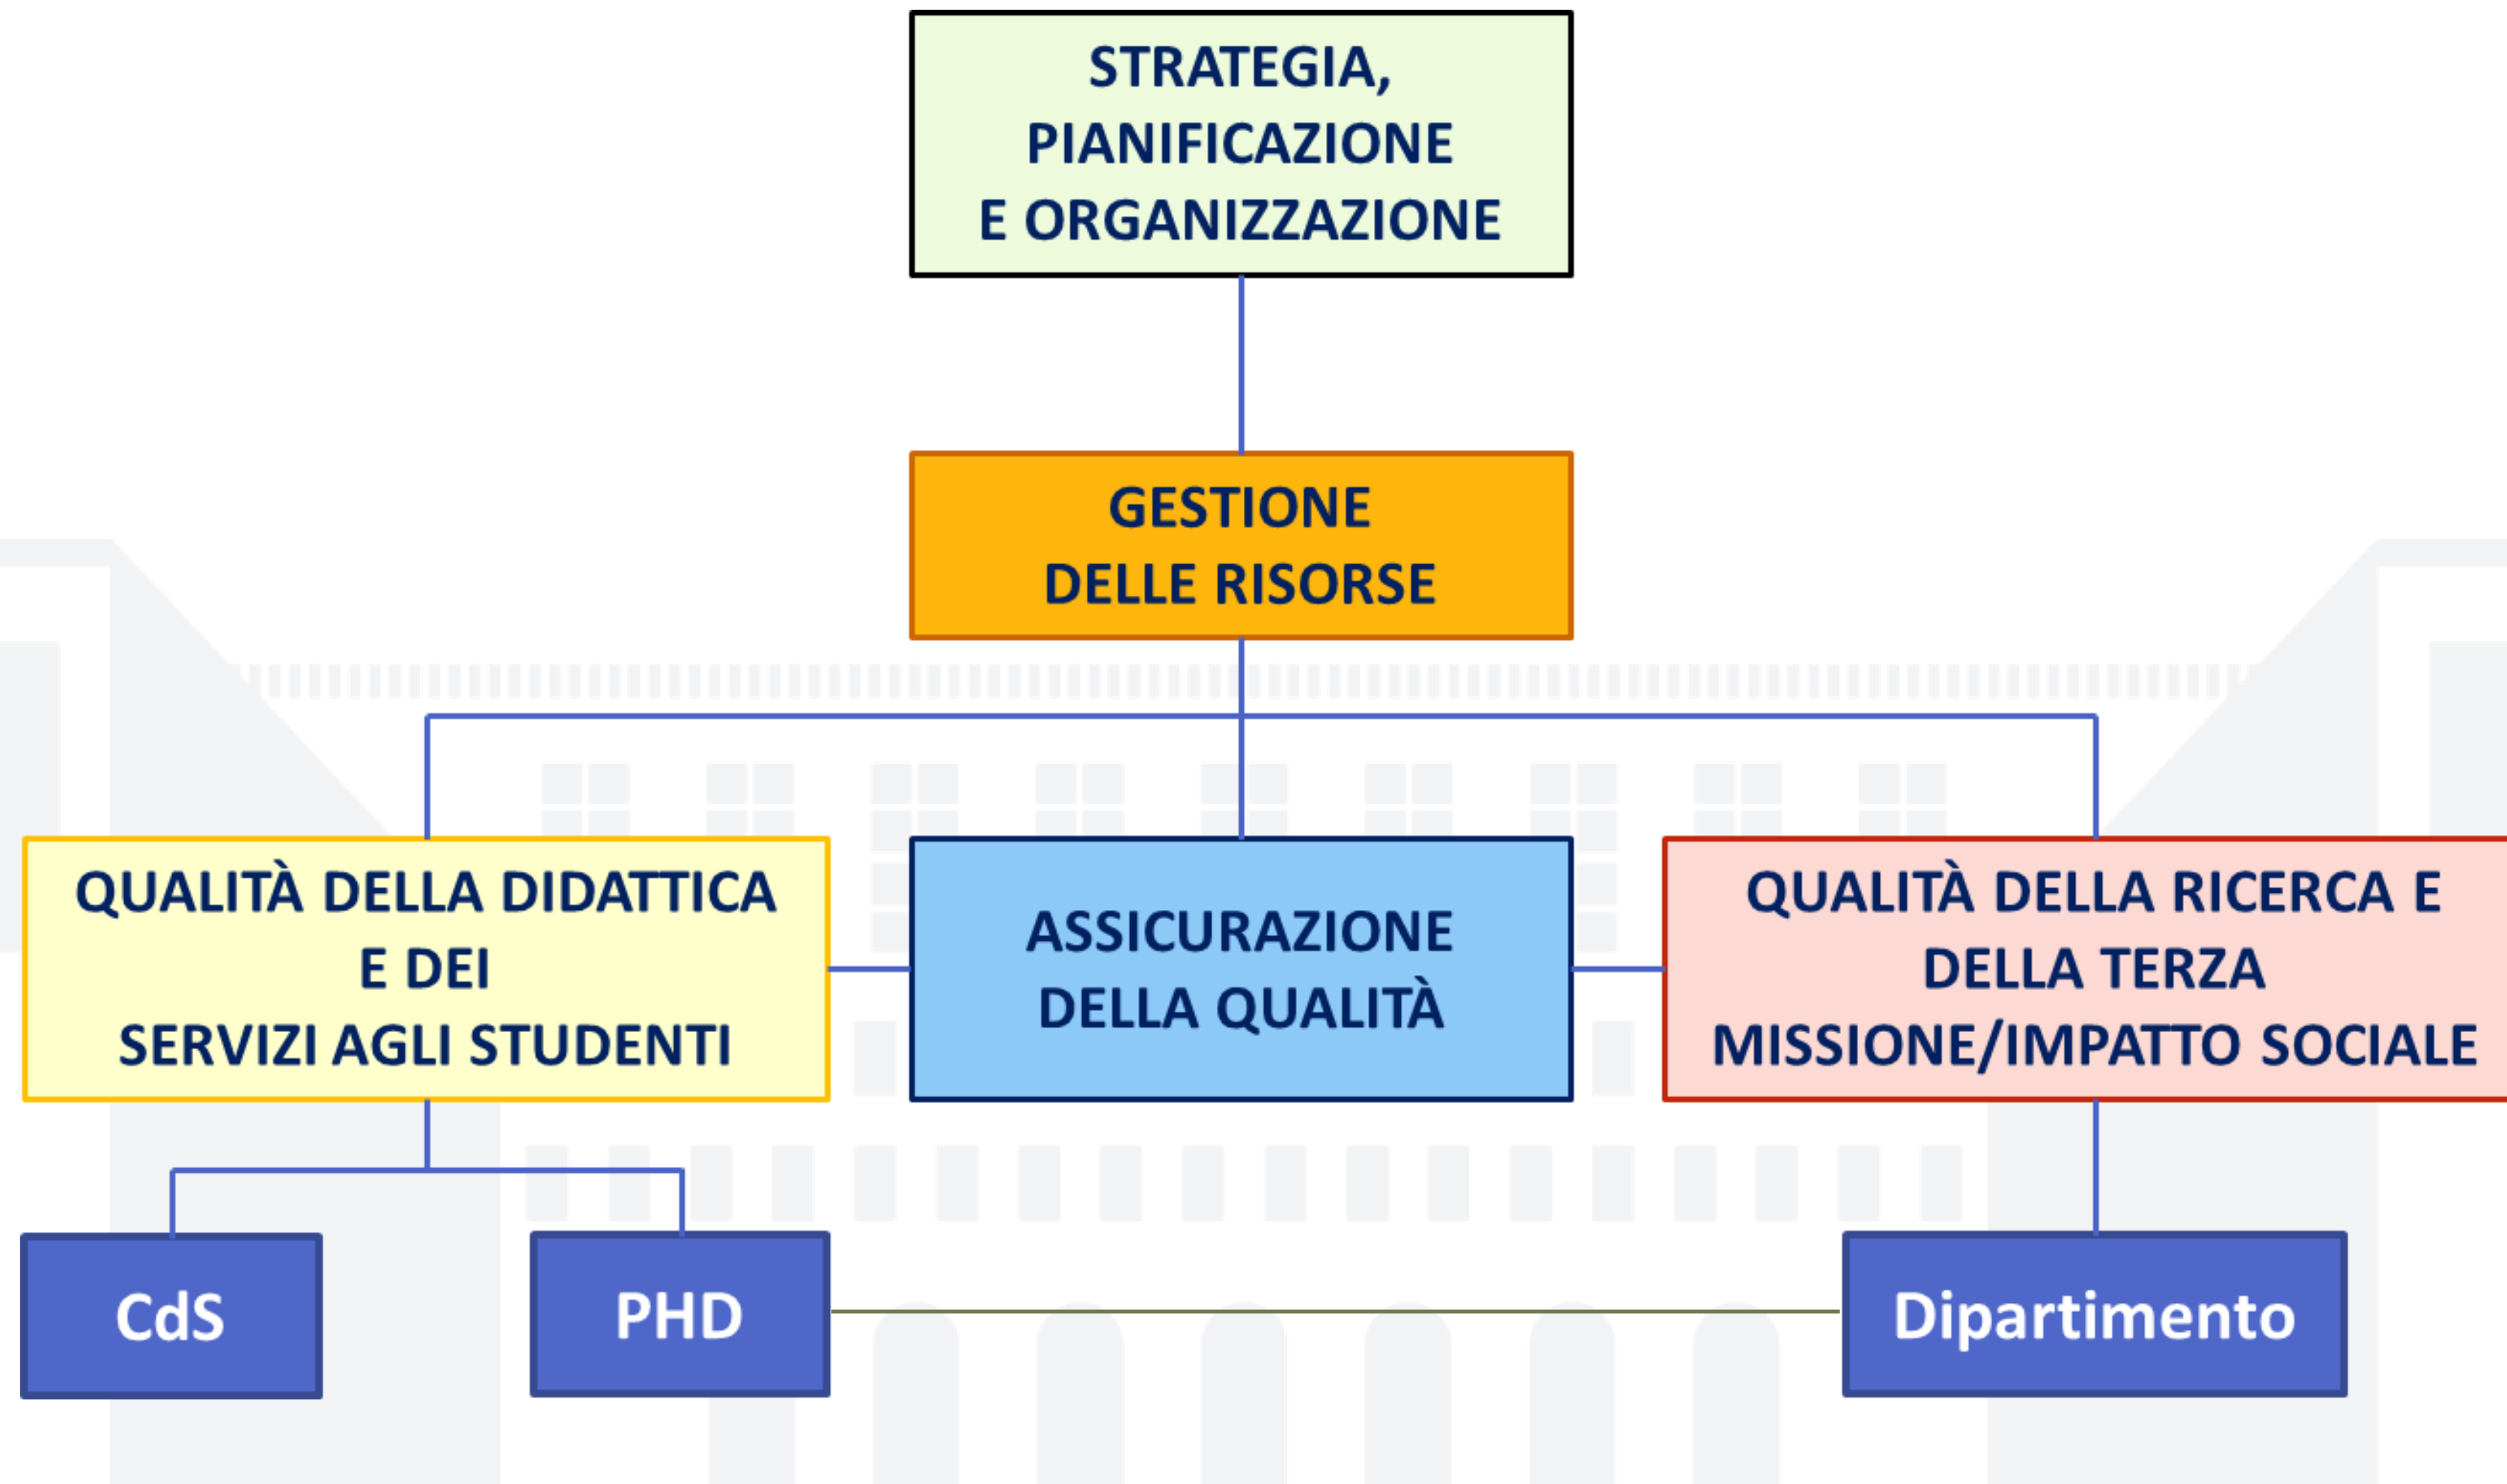 STRATEGIA,
PIANIFICAZIONE
E ORGANIZZAZIONE
GESTIONE
DELLE RISORSE
QUALITÀ DELLA DIDATTICA
E DEI
SERVIZI AGLI STUDENTI
ASSICURAZIONE
DELLA QUALITÀ
QUALITÀ DELLA RICERCA E
DELLA TERZA
MISSIONE/IMPATTO SOCIALE
CdS
PHD
Dipartimento